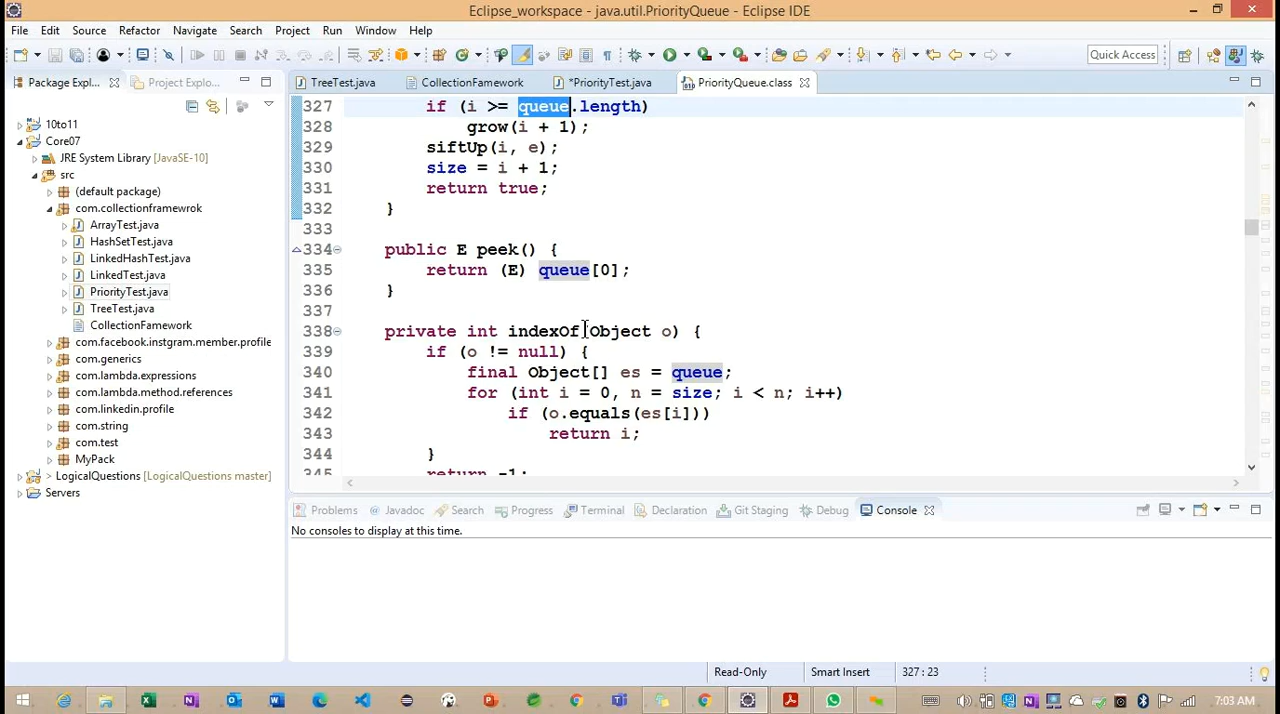 Eclipse_workspace - java.util.PriorityQueue - Eclipse IDE
File Edit Source Refactor Navigate Search Project Run Window Help
Quick Access
Package Expl... Project Explo...
TreeTest.java CollectionFamework *PriorityTest.java PriorityQueue.class
10to11
Core07
JRE System Library [JavaSE-10]
src
(default package)
com.collectionframewrok
ArrayTest.java
HashSetTest.java
LinkedHashTest.java
LinkedTest.java
PriorityTest.java
TreeTest.java
CollectionFamework
com.facebook.instgram.member.profile
com.generics
com.lambda.expressions
com.lambda.method.references
com.linkedin.profile
com.string
com.test
MyPack
> LogicalQuestions [LogicalQuestions master]
Servers
327 if (i >= queue.length)
328 grow(i + 1);
329 siftUp(i, e);
330 size = i + 1;
331 return true;
332 }
333
334 public E peek() {
335 return (E) queue[0];
336 }
337
338 private int indexOf(Object o) {
339 if (o != null) {
340 final Object[] es = queue;
341 for (int i = 0, n = size; i < n; i++)
342 if (o.equals(es[i]))
343 return i;
344 }
345 return -1;
Problems Javadoc Search Progress Terminal Declaration Git Staging Debug Console
No consoles to display at this time.
Read-Only Smart Insert 327 : 23
7:03 AM